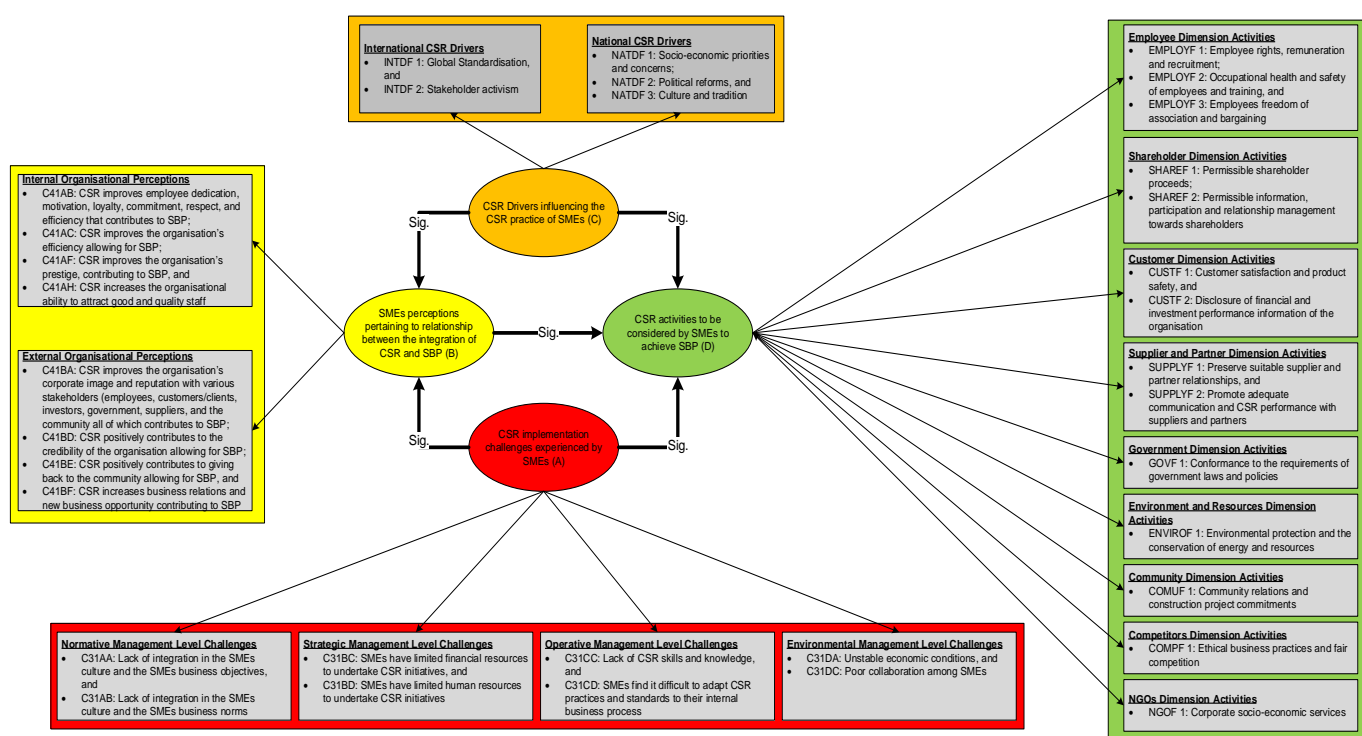 International CSR Drivers
• INTDF 1: Global Standardisation,
and
• INTDF 2: Stakeholder activism
National CSR Drivers
• NATDF 1: Socio-economic priorities
and concerns;
• NATDF 2: Political reforms, and
• NATDF 3: Culture and tradition
Internal Organisational Perceptions
• C41AB: CSR improves employee dedication,
motivation, loyalty, commitment, respect, and
efficiency that contributes to SBP;
• C41AC: CSR improves the organisation's
efficiency allowing for SBP;
• C41AF: CSR improves the organisation's
prestige, contributing to SBP, and
• C41AH: CSR increases the organisational
ability to attract good and quality staff
External Organisational Perceptions
• C41BA: CSR improves the organisation's
corporate image and reputation with various
stakeholders (employees, customers/clients,
investors, government, suppliers, and the
community all of which contributes to SBP;
• C41BD: CSR positively contributes to the
credibility of the organisation allowing for SBP;
• C41BE: CSR positively contributes to giving
back to the community allowing for SBP, and
• C41BF: CSR increases business relations and
new business opportunity contributing to SBP
CSR Drivers influencing the
CSR practice of SMEs (C)
Sig.
Sig.
SMEs perceptions
pertaining to relationship
between the integration of
CSR and SBP (B)
Sig.
CSR activities to be
considered by SMEs to
achieve SBP (D)
Sig.
Sig.
CSR implementation
challenges experienced by
SMEs (A)
Normative Management Level Challenges
• C31AA: Lack of integration in the SMEs
culture and the SMEs business objectives,
and
• C31AB: Lack of integration in the SMEs
culture and the SMEs business norms
Strategic Management Level Challenges
• C31BC: SMEs have limited financial resources
to undertake CSR initiatives, and
• C31BD: SMEs have limited human resources
to undertake CSR initiatives
Operative Management Level Challenges
• C31CC: Lack of CSR skills and knowledge,
and
• C31CD: SMEs find it difficult to adapt CSR
practices and standards to their internal
business process
Environmental Management Level Challenges
• C31DA: Unstable economic conditions, and
• C31DC: Poor collaboration among SMEs
Employee Dimension Activities
• EMPLOYF 1: Employee rights, remuneration
and recruitment;
• EMPLOYF 2: Occupational health and safety
of employees and training, and
• EMPLOYF 3: Employees freedom of
association and bargaining
Shareholder Dimension Activities
• SHAREF 1: Permissible shareholder
proceeds;
• SHAREF 2: Permissible information,
participation and relationship management
towards shareholders
Customer Dimension Activities
• CUSTF 1: Customer satisfaction and product
safety, and
• CUSTF 2: Disclosure of financial and
investment performance information of the
organisation
Supplier and Partner Dimension Activities
• SUPPLYF 1: Preserve suitable supplier and
partner relationships, and
• SUPPLYF 2: Promote adequate
communication and CSR performance with
suppliers and partners
Government Dimension Activities
• GOVF 1: Conformance to the requirements of
government laws and policies
Environment and Resources Dimension
Activities
• ENVIROF 1: Environmental protection and the
conservation of energy and resources
Community Dimension Activities
• COMUF 1: Community relations and
construction project commitments
Competitors Dimension Activities
• COMPF 1: Ethical business practices and fair
competition
NGOs Dimension Activities
• NGOF 1: Corporate socio-economic services